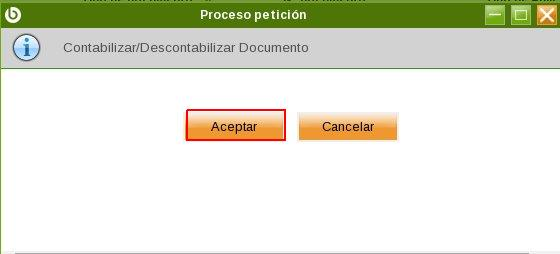 Proceso petición
Contabilizar/Descontabilizar Documento
Aceptar
Cancelar